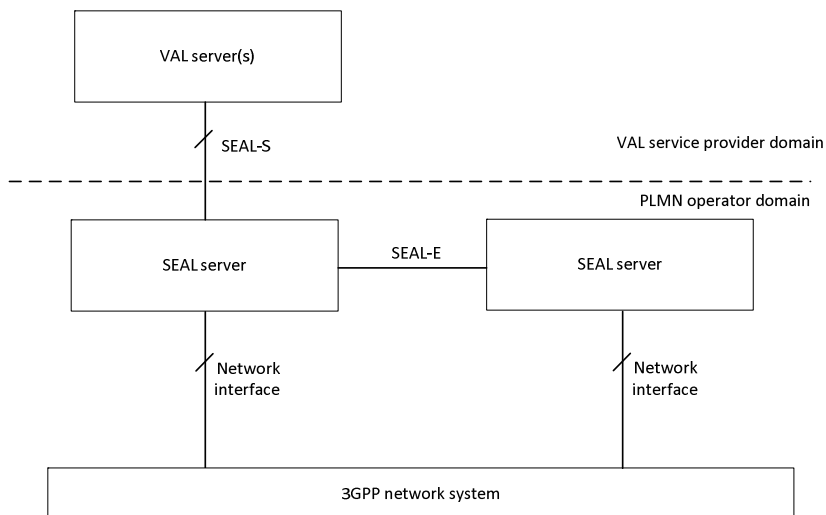 VAL server(s)
SEAL-S
VAL service provider domain
PLMN operator domain
SEAL server
SEAL-E
SEAL server
Network
interface
Network
interface
3GPP network system